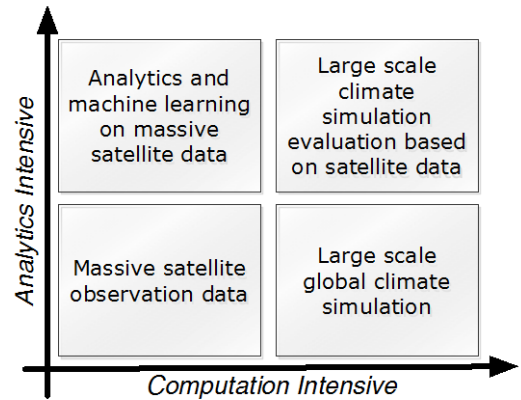 Analytics Intensive
Analytics and
machine learning
on massive
satellite data
Large scale
climate
simulation
evaluation based
on satellite data
Massive satellite
observation data
Large scale
global climate
simulation
Computation Intensive